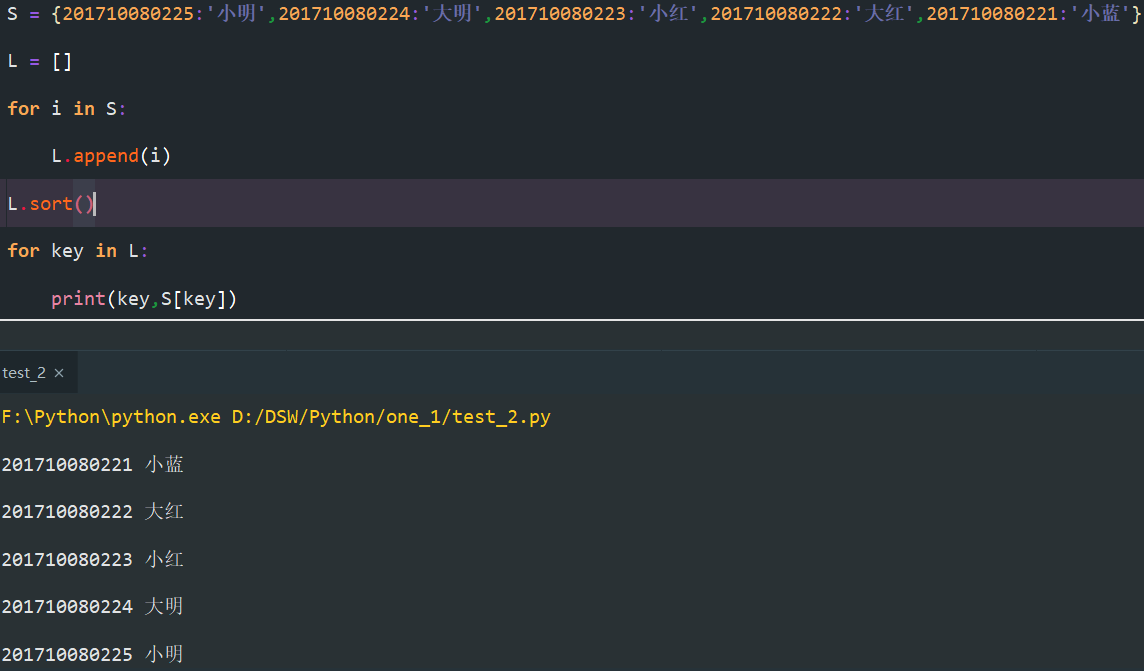 S = {201710080225:'小明',201710080224:'大明',201710080223:'小红',201710080222:'大红',201710080221:'小蓝'}
L = []
for i in S:
    L.append(i)
L.sort()
for key in L:
    print(key,S[key])
test_2 ×
F:\Python\python.exe D:/DSW/Python/one_1/test_2.py
201710080221 小蓝
201710080222 大红
201710080223 小红
201710080224 大明
201710080225 小明